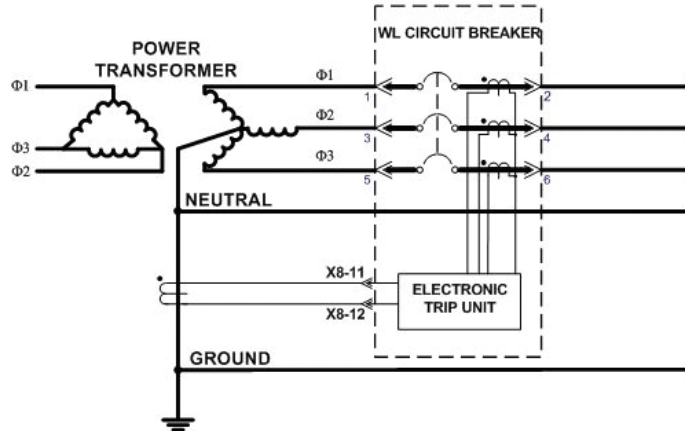 WL CIRCUIT BREAKER
POWER
TRANSFORMER
Φ1
Φ1
1
2
Φ2
3
4
Φ3
Φ2
Φ3
5
6
NEUTRAL
X8-11
ELECTRONIC
TRIP UNIT
X8-12
GROUND